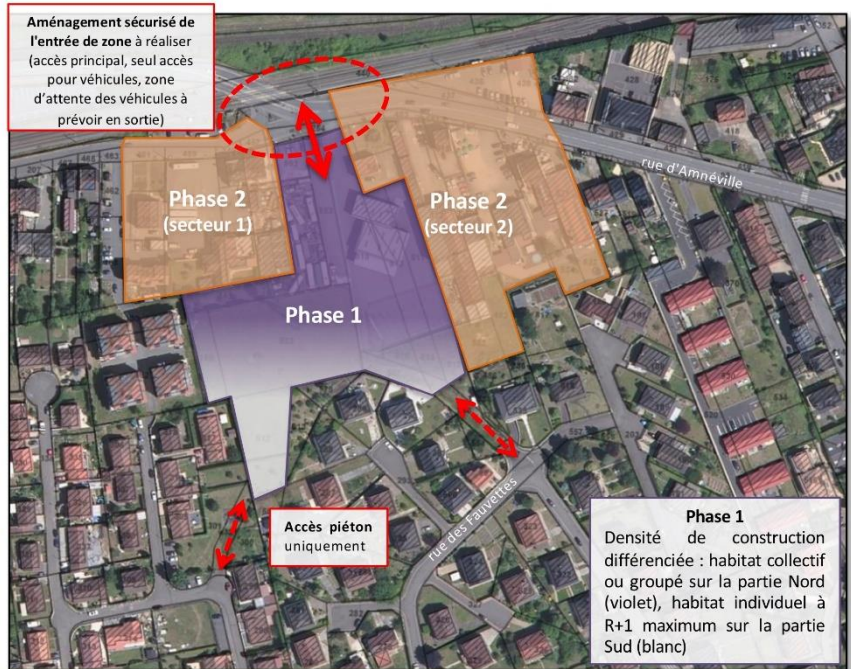 Aménagement sécurisé de
l'entrée de zone à réaliser
(accès principal, seul accès
pour véhicules, zone
d'attente des véhicules à
prévoir en sortie)
rue d'Amnéville
Phase 2
(secteur 1)
Phase 2
(secteur 2)
Phase 1
Accès piéton
uniquement
rue des Fauvettes
Phase 1
Densité de construction
différenciée : habitat collectif
ou groupé sur la partie Nord
(violet), habitat individuel à
R+1 maximum sur la partie
Sud (blanc)